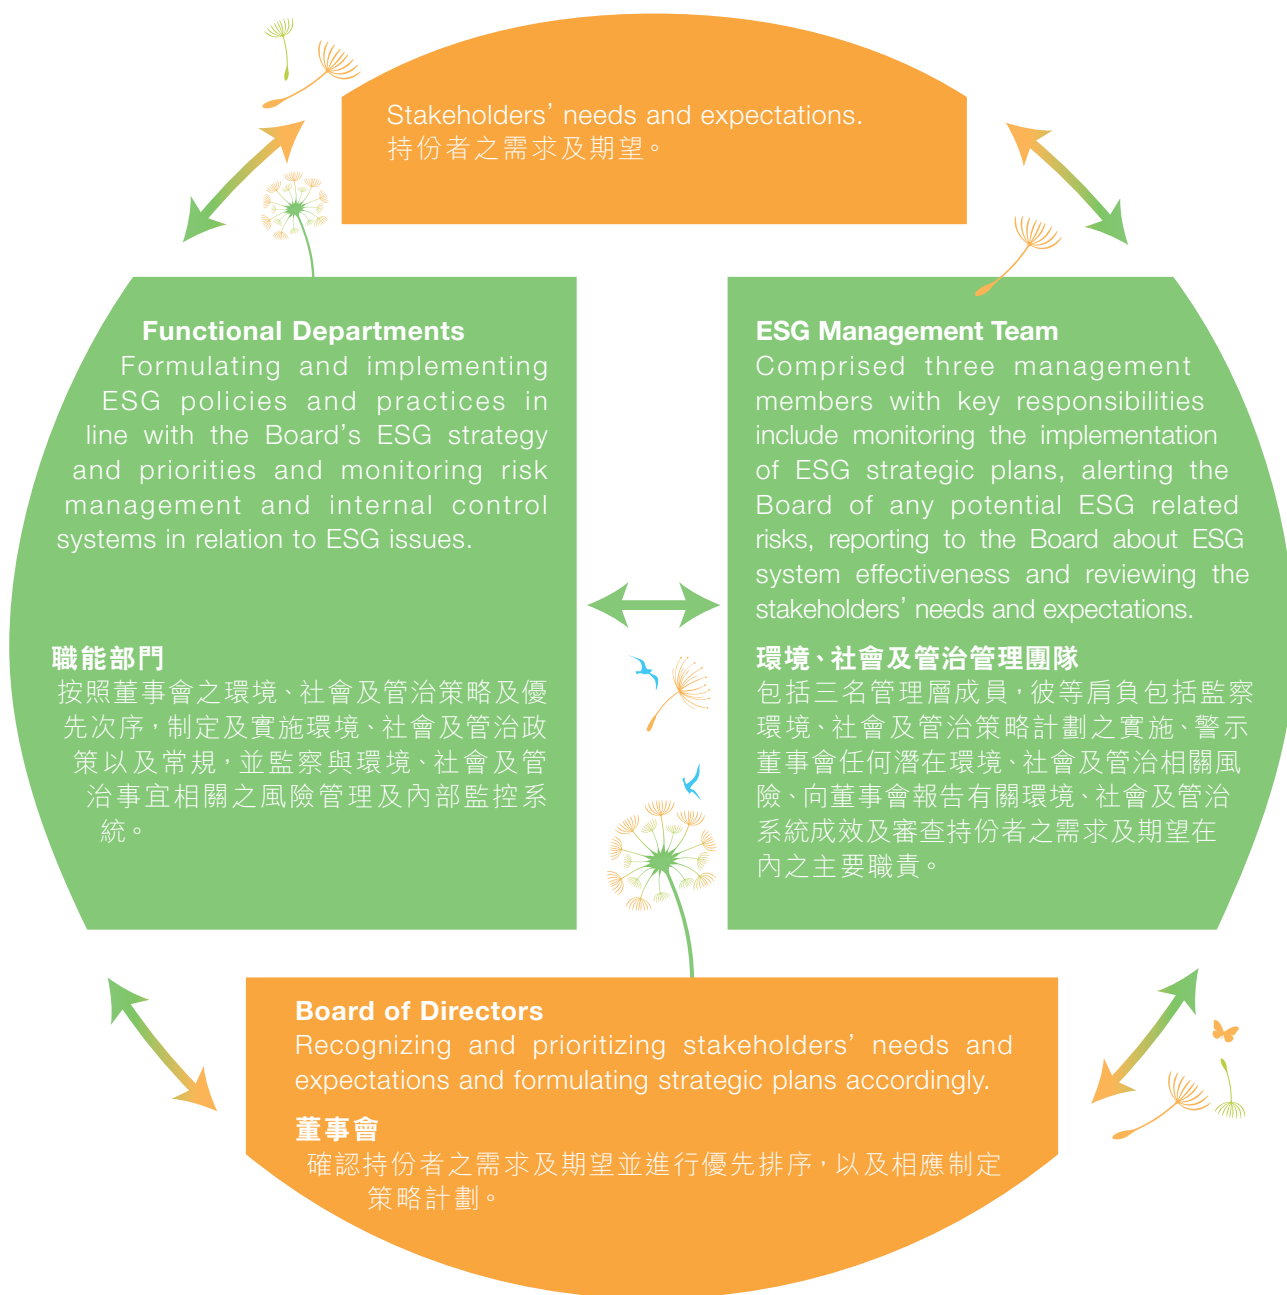 Stakeholders’ needs and expectations.
持份者之需求及期望。
Functional Departments
Formulating and implementing
ESG policies and practices in
line with the Board’s ESG strategy
and priorities and monitoring risk
management and internal control
systems in relation to ESG issues.
職能部門
按照董事會之環境、社會及管治策略及優
先次序，制定及實施環境、社會及管治政
策以及常規，並監察與環境、社會及管
治事宜相關之風險管理及內部監控系
統。
ESG Management Team
Comprised three management
members with key responsibilities
include monitoring the implementation
of ESG strategic plans, alerting the
Board of any potential ESG related
risks, reporting to the Board about ESG
system effectiveness and reviewing the
stakeholders’ needs and expectations.
環境、社會及管治管理團隊
包括三名管理層成員，彼等肩負包括監察
環境、社會及管治策略計劃之實施、警示
董事會任何潛在環境、社會及管治相關風
險、向董事會報告有關環境、社會及管治
系統成效及審查持份者之需求及期望在
內之主要職責。
Board of Directors
Recognizing and prioritizing stakeholders’ needs and
expectations and formulating strategic plans accordingly.
董事會
確認持份者之需求及期望並進行優先排序，以及相應制定
策略計劃。